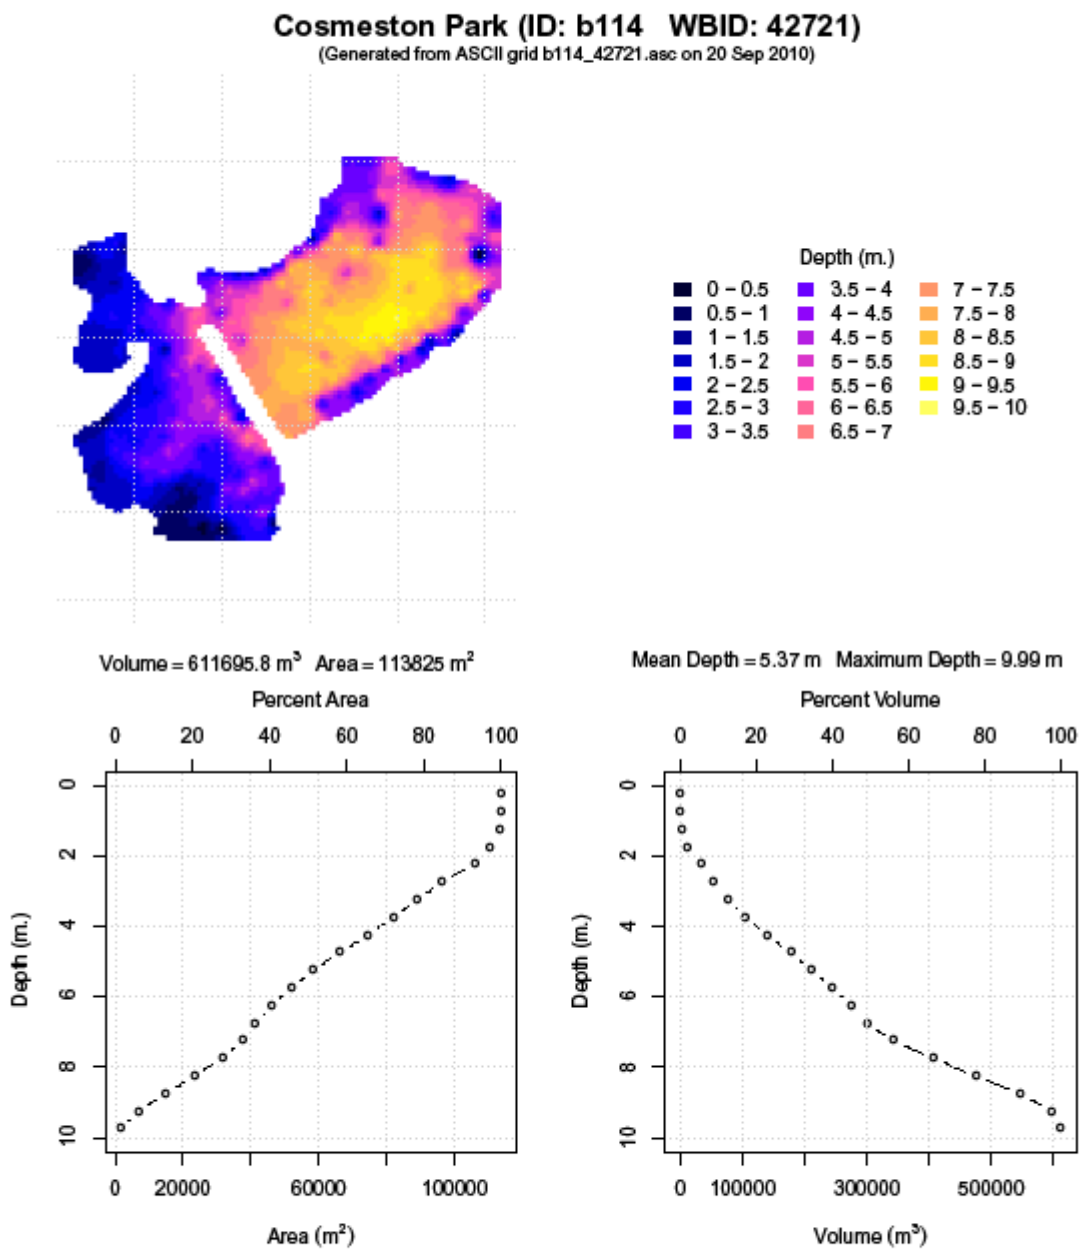 Cosmeston Park (ID: b114   WBID: 42721)
(Generated from ASCII grid b114_42721.asc on 20 Sep 2010)
Depth (m.)
0 – 0.5
0.5 – 1
1 – 1.5
1.5 – 2
2 – 2.5
2.5 – 3
3 – 3.5
3.5 – 4
4 – 4.5
4.5 – 5
5 – 5.5
5.5 – 6
6 – 6.5
6.5 – 7
7 – 7.5
7.5 – 8
8 – 8.5
8.5 – 9
9 – 9.5
9.5 – 10
Volume = 611695.8 m³   Area = 113825 m²
Percent Area
0 20 40 60 80 100
Depth (m.)
0 2 4 6 8 10
0 20000 60000 100000
Area (m²)
Mean Depth = 5.37 m   Maximum Depth = 9.99 m
Percent Volume
0 20 40 60 80 100
Depth (m.)
0 2 4 6 8 10
0 100000 300000 500000
Volume (m³)